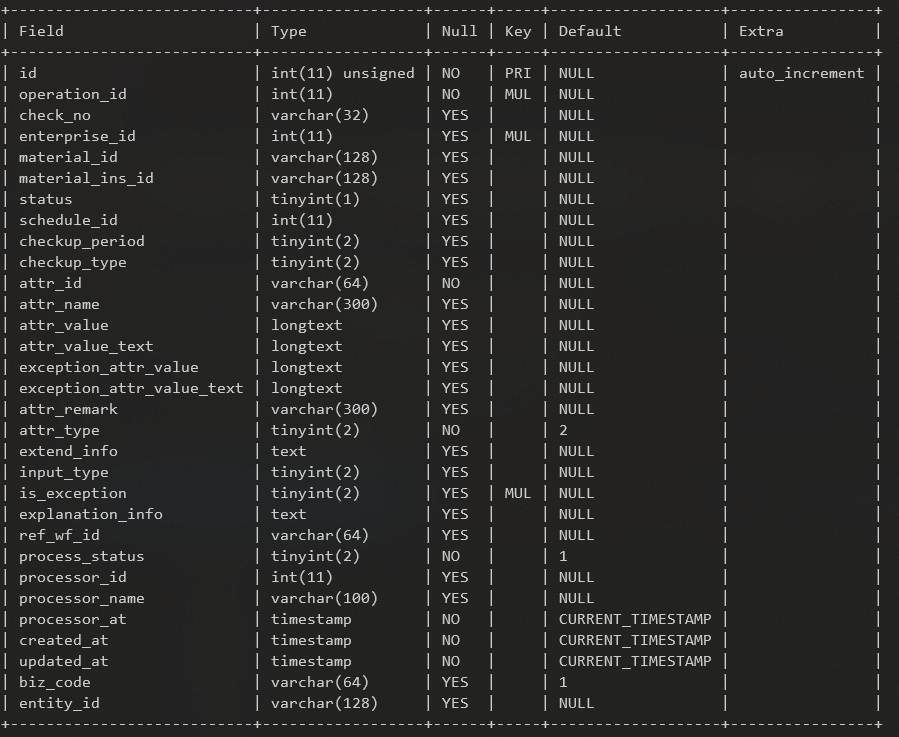 +---------------------------+------------------+------+-----+-------------------+----------------+
| Field                     | Type             | Null | Key | Default           | Extra          |
+---------------------------+------------------+------+-----+-------------------+----------------+
| id                        | int(11) unsigned | NO   | PRI | NULL              | auto_increment |
| operation_id              | int(11)          | NO   | MUL | NULL              |                |
| check_no                  | varchar(32)      | YES  |     | NULL              |                |
| enterprise_id             | int(11)          | YES  | MUL | NULL              |                |
| material_id               | varchar(128)     | YES  |     | NULL              |                |
| material_ins_id           | varchar(128)     | YES  |     | NULL              |                |
| status                    | tinyint(1)       | YES  |     | NULL              |                |
| schedule_id               | int(11)          | YES  |     | NULL              |                |
| checkup_period            | tinyint(2)       | YES  |     | NULL              |                |
| checkup_type              | tinyint(2)       | YES  |     | NULL              |                |
| attr_id                   | varchar(64)      | NO   |     | NULL              |                |
| attr_name                 | varchar(300)     | YES  |     | NULL              |                |
| attr_value                | longtext         | YES  |     | NULL              |                |
| attr_value_text           | longtext         | YES  |     | NULL              |                |
| exception_attr_value      | longtext         | YES  |     | NULL              |                |
| exception_attr_value_text | longtext         | YES  |     | NULL              |                |
| attr_remark               | varchar(300)     | YES  |     | NULL              |                |
| attr_type                 | tinyint(2)       | NO   |     | 2                 |                |
| extend_info               | text             | YES  |     | NULL              |                |
| input_type                | tinyint(2)       | YES  |     | NULL              |                |
| is_exception              | tinyint(2)       | YES  | MUL | NULL              |                |
| explanation_info          | text             | YES  |     | NULL              |                |
| ref_wf_id                 | varchar(64)      | YES  |     | NULL              |                |
| process_status            | tinyint(2)       | NO   |     | 1                 |                |
| processor_id              | int(11)          | YES  |     | NULL              |                |
| processor_name            | varchar(100)     | YES  |     | NULL              |                |
| processor_at              | timestamp        | NO   |     | CURRENT_TIMESTAMP |                |
| created_at                | timestamp        | NO   |     | CURRENT_TIMESTAMP |                |
| updated_at                | timestamp        | NO   |     | CURRENT_TIMESTAMP |                |
| biz_code                  | varchar(64)      | YES  |     | 1                 |                |
| entity_id                 | varchar(128)     | YES  |     | NULL              |                |
+---------------------------+------------------+------+-----+-------------------+----------------+